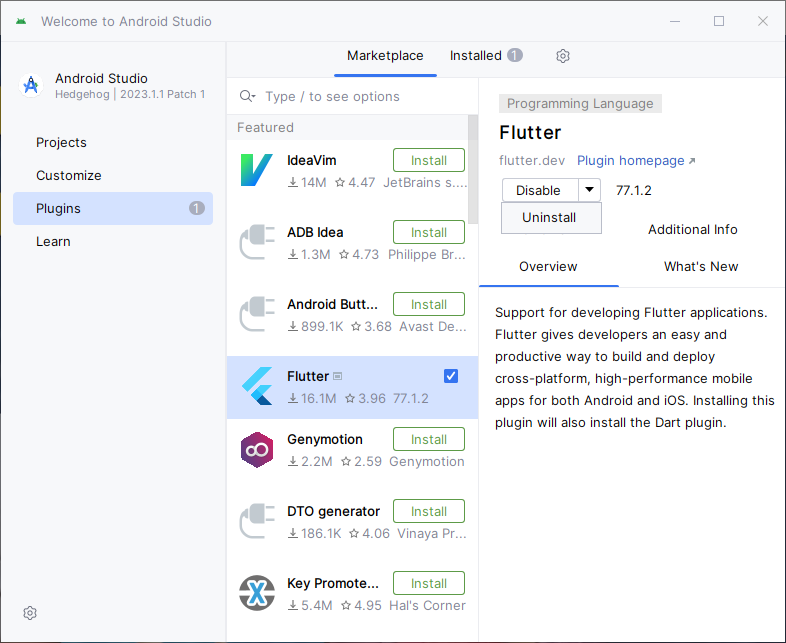 Welcome to Android Studio
Android Studio
Hedgehog | 2023.1.1 Patch 1
Projects
Customize
Plugins 1
Learn
Marketplace Installed 1
Type / to see options
Featured
IdeaVim Install
14M 4.47 JetBrains s....
ADB Idea Install
1.3M 4.73 Philippe Br...
Android Butt... Install
899.1K 3.68 Avast De...
Flutter
16.1M 3.96 77.1.2
Genymotion Install
2.2M 2.59 Genymotion
DTO generator Install
186.1K 4.06 Vinaya Pr...
Key Promote... Install
5.4M 4.95 Hal's Corner
Programming Language
Flutter
flutter.dev Plugin homepage
Disable 77.1.2
Uninstall
Additional Info
Overview What's New
Support for developing Flutter applications.
Flutter gives developers an easy and
productive way to build and deploy
cross-platform, high-performance mobile
apps for both Android and iOS. Installing this
plugin will also install the Dart plugin.